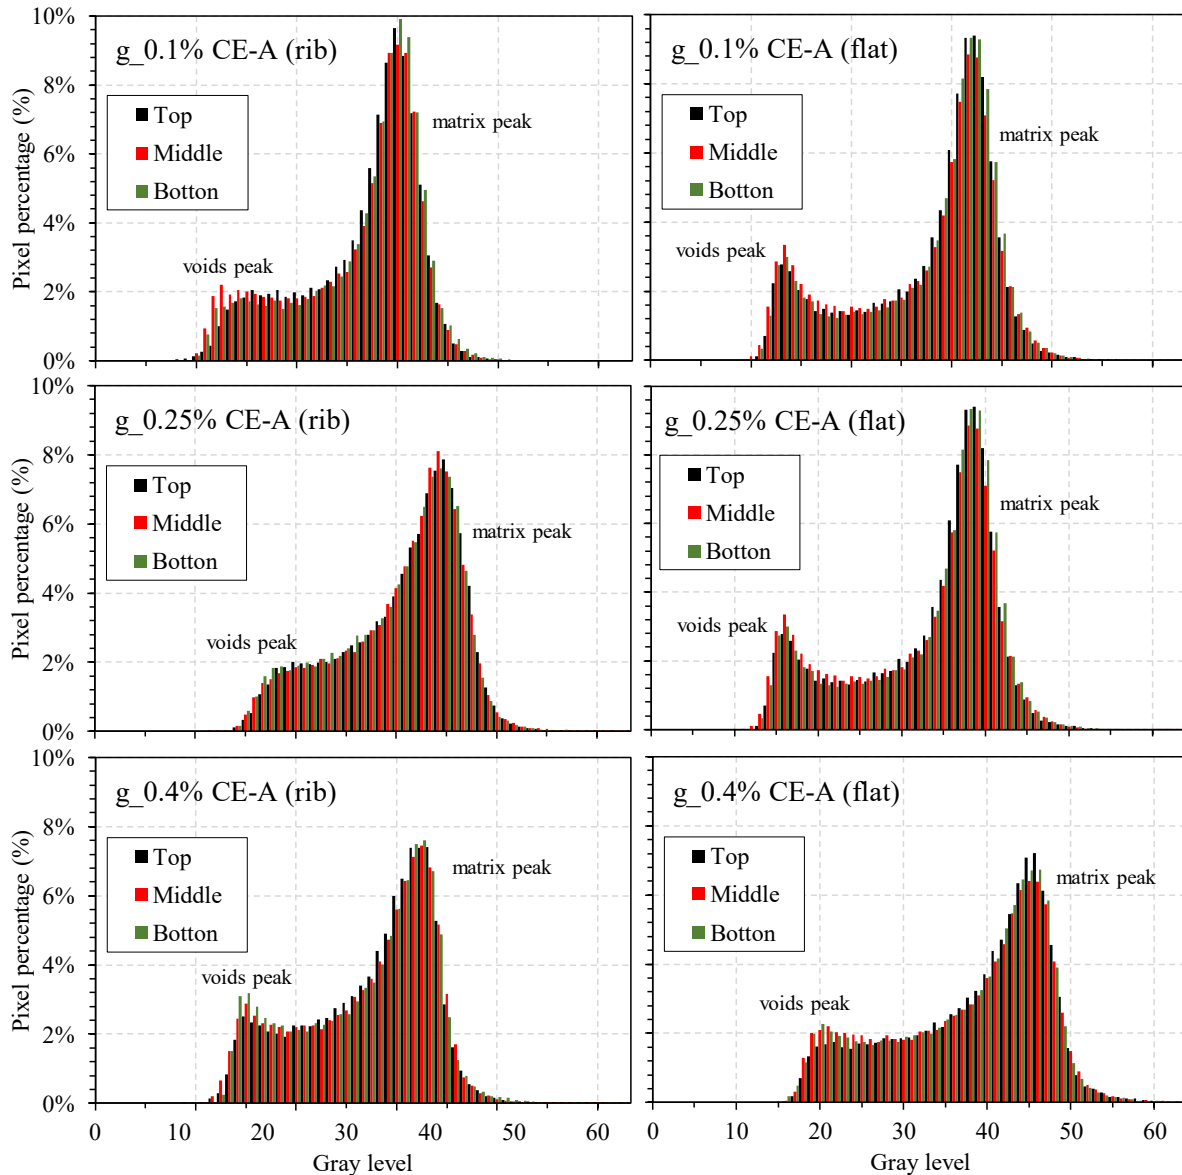 10%
8%
6%
4%
2%
0%
Pixel percentage (%)
g_0.1% CE-A (rib)
Top
Middle
Botton
voids peak
matrix peak
g_0.1% CE-A (flat)
Top
Middle
Botton
voids peak
matrix peak
10%
8%
6%
4%
2%
0%
Pixel percentage (%)
g_0.25% CE-A (rib)
Top
Middle
Botton
voids peak
matrix peak
g_0.25% CE-A (flat)
Top
Middle
Botton
voids peak
matrix peak
10%
8%
6%
4%
2%
0%
Pixel percentage (%)
g_0.4% CE-A (rib)
Top
Middle
Botton
voids peak
matrix peak
g_0.4% CE-A (flat)
Top
Middle
Botton
voids peak
matrix peak
0 10 20 30 40 60
Gray level
0 10 20 30 40 60
Gray level